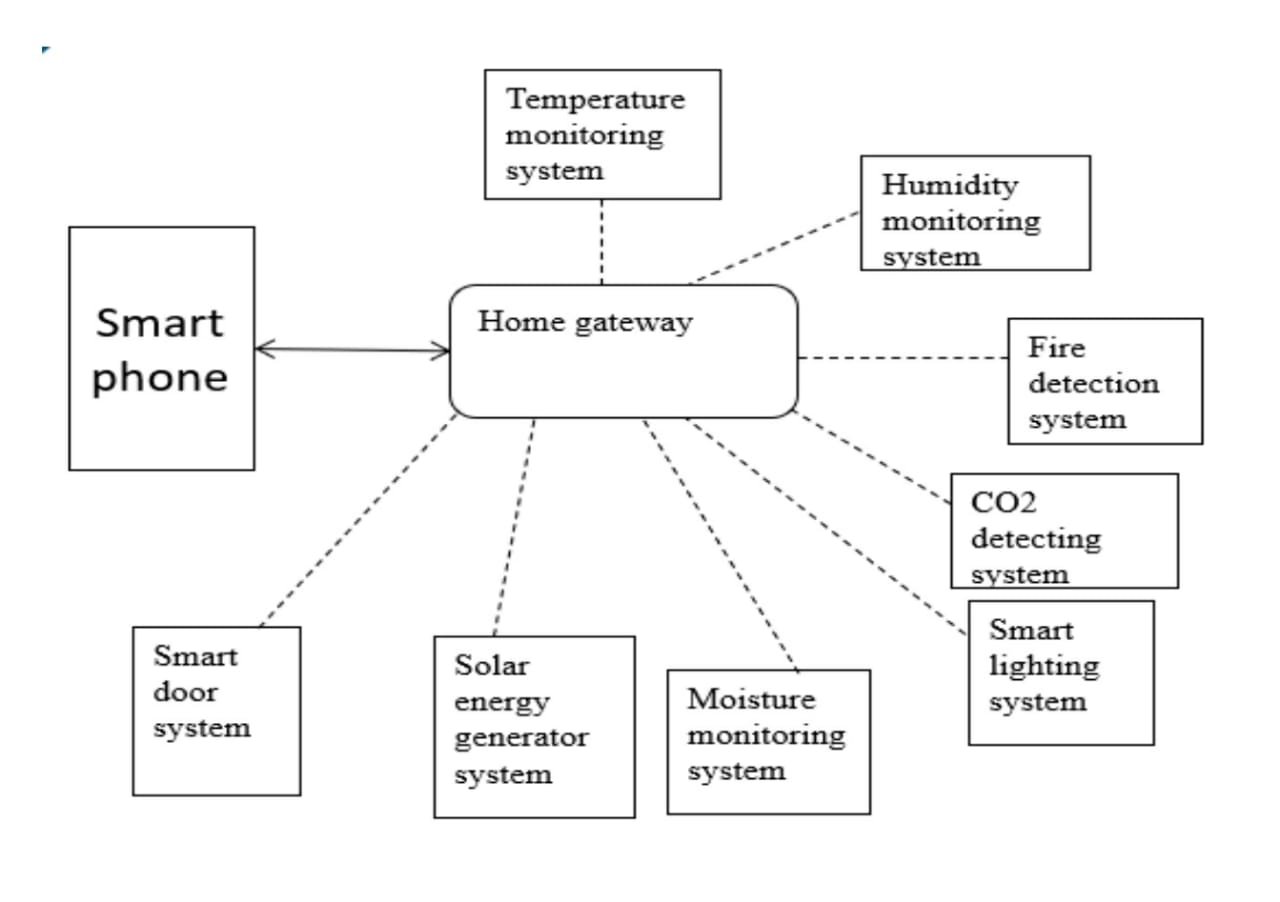 Temperature
monitoring
system
Humidity
monitoring
system
Smart
phone
Home gateway
Fire
detection
system
CO2
detecting
system
Smart
lighting
system
Smart
door
system
Solar
energy
generator
system
Moisture
monitoring
system